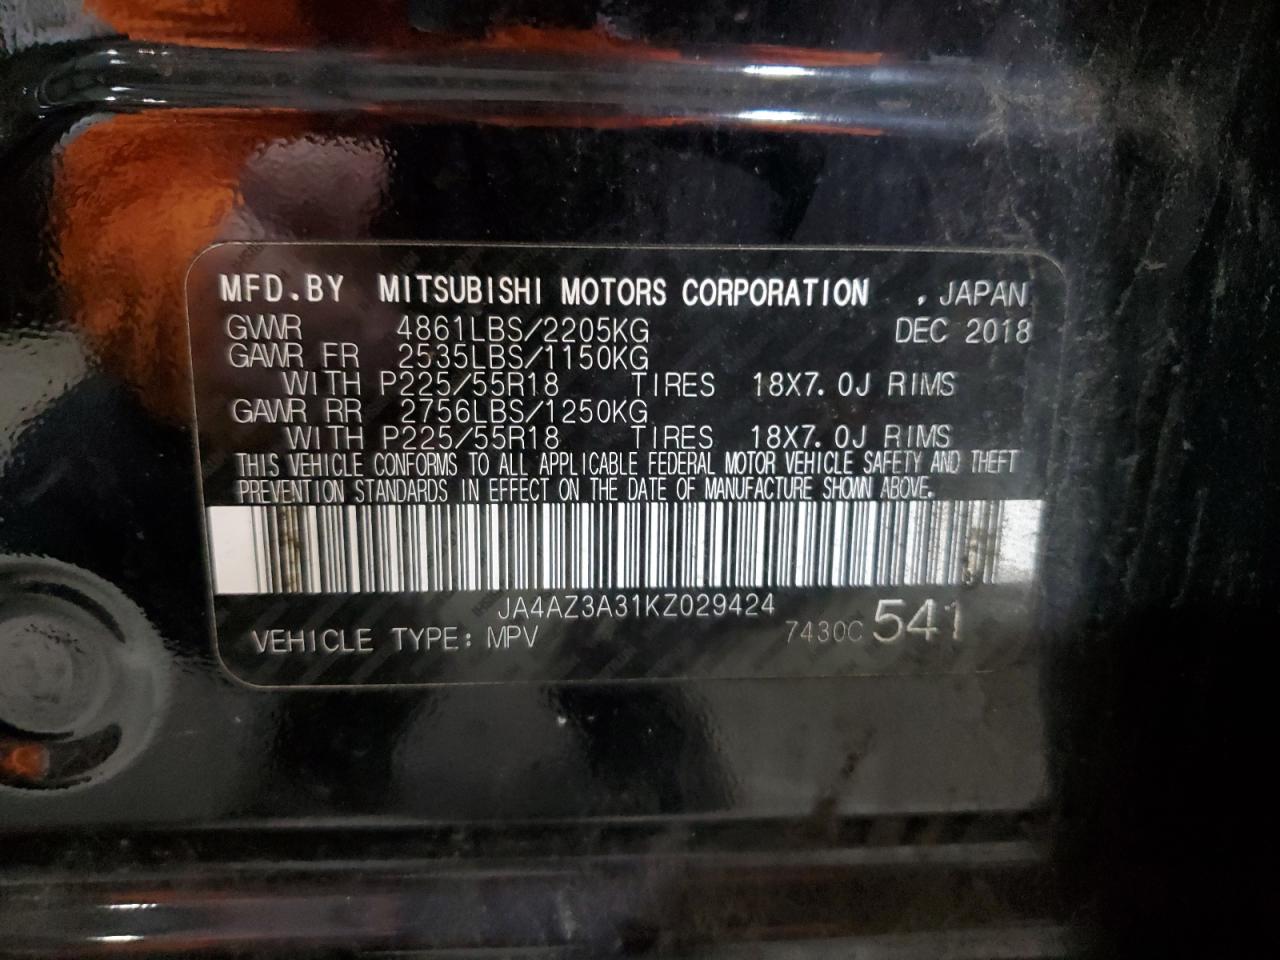 MFD.BY MITSUBISHI MOTORS CORPORATION , JAPAN
GVWR 4861LBS/2205KG DEC 2018
GAWR FR 2535LBS/1150KG
WITH P225/55R18 TIRES 18X7.0J RIMS
GAWR RR 2756LBS/1250KG
WITH P225/55R18 TIRES 18X7.0J RIMS
THIS VEHICLE CONFORMS TO ALL APPLICABLE FEDERAL MOTOR VEHICLE SAFETY AND THEFT
PREVENTION STANDARDS IN EFFECT ON THE DATE OF MANUFACTURE SHOWN ABOVE.
JA4AZ3A31KZ029424
VEHICLE TYPE: MPV 7430C 541